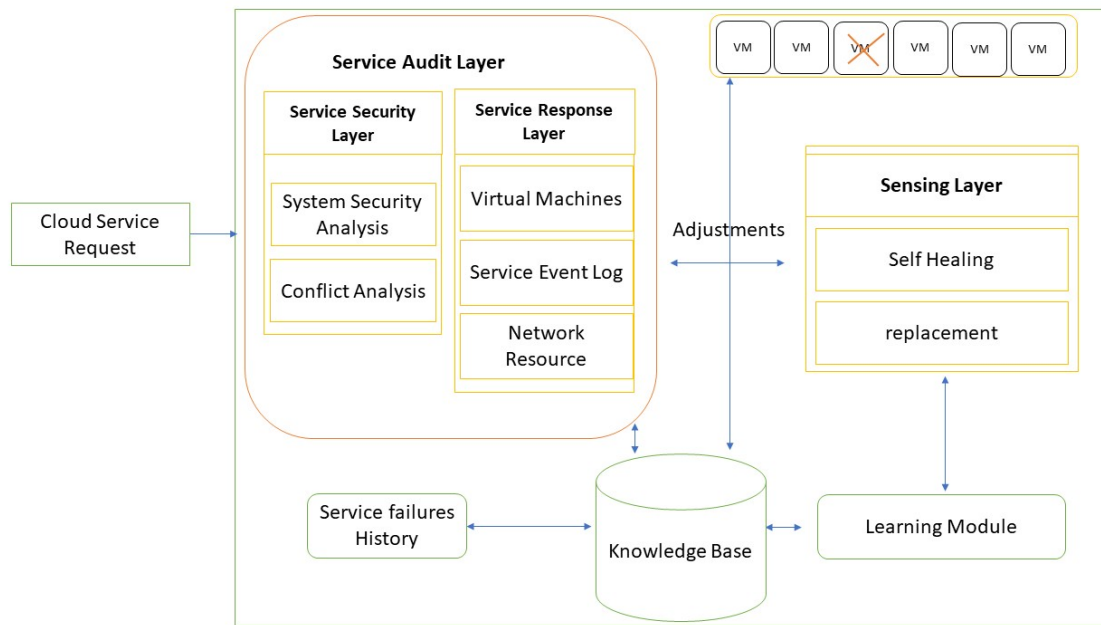 Cloud Service
Request
Service Audit Layer
Service Security
Layer
System Security
Analysis
Conflict Analysis
Service Response
Layer
Virtual Machines
Service Event Log
Network
Resource
VM
VM
VM
VM
VM
VM
Adjustments
Sensing Layer
Self Healing
replacement
Service failures
History
Knowledge Base
Learning Module